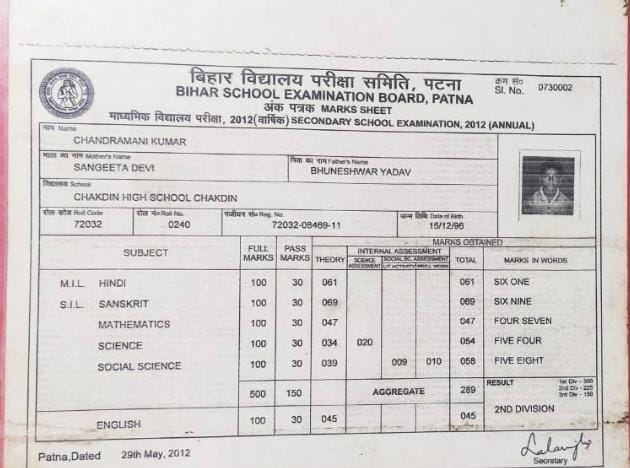 बिहार विद्यालय परीक्षा समिति, पटना
BIHAR SCHOOL EXAMINATION BOARD, PATNA
क्रम सं० Sl. No. 0730002
अंक पत्रक MARKS SHEET
माध्यमिक विद्यालय परीक्षा, 2012(वार्षिक) SECONDARY SCHOOL EXAMINATION, 2012 (ANNUAL)
नाम Name
CHANDRAMANI KUMAR
माता का नाम Mother's Name पिता का नाम Father's Name
SANGEETA DEVI BHUNESHWAR YADAV
विद्यालय School
CHAKDIN HIGH SCHOOL CHAKDIN
रोल कोड Roll Code रोल नं० Roll No. पंजीयन सं० Reg. No. जन्म तिथि Date of Birth
72032 0240 72032-08469-11 15/12/96
SUBJECT FULL MARKS PASS MARKS MARKS OBTAINED
THEORY INTERNAL ASSESSMENT TOTAL MARKS IN WORDS
SCIENCE ASSESSMENT SOCIAL SC. ASSESSMENT
LIT ACTIVITY PROJ. WORK
M.I.L. HINDI 100 30 061 061 SIX ONE
S.I.L. SANSKRIT 100 30 069 069 SIX NINE
MATHEMATICS 100 30 047 047 FOUR SEVEN
SCIENCE 100 30 034 020 054 FIVE FOUR
SOCIAL SCIENCE 100 30 039 009 010 058 FIVE EIGHT
500 150 AGGREGATE 289 RESULT
1st Div - 300
2nd Div - 225
3rd Div - 150
2ND DIVISION
ENGLISH 100 30 045 045
Patna,Dated 29th May, 2012
Secretary